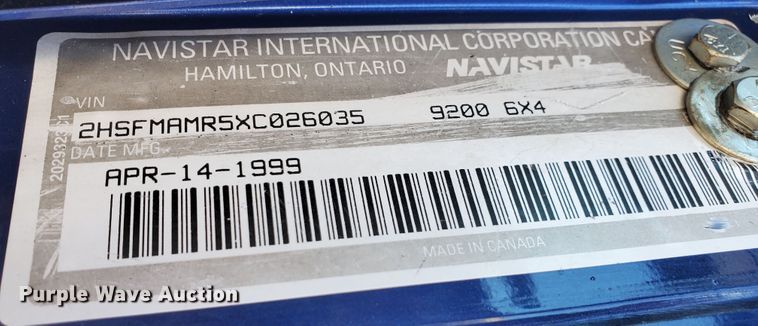 NAVISTAR INTERNATIONAL CORPORATION
HAMILTON, ONTARIO NAVISTAR
VIN
2HSFMAMR5XC026035 9200 6X4
DATE MFG.
APR-14-1999
MADE IN CANADA
Purple Wave Auction